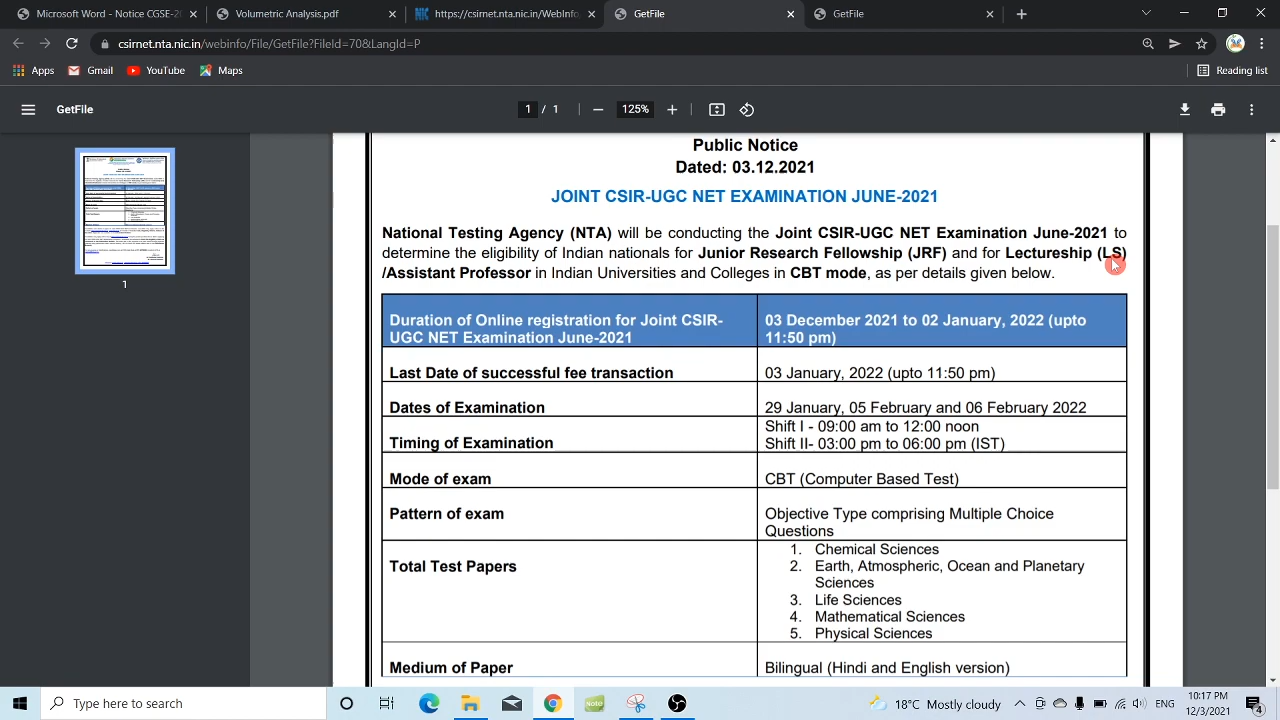 Microsoft Word - Notice CGSE-20
Volumetric Analysis.pdf
https://csirnet.nta.nic.in/WebInfo
GetFile
GetFile
csirnet.nta.nic.in/webinfo/File/GetFile?FileId=70&LangId=P
Apps
Gmail
YouTube
Maps
Reading list
GetFile
1 / 1
125%
Public Notice
Dated: 03.12.2021
JOINT CSIR-UGC NET EXAMINATION JUNE-2021
National Testing Agency (NTA) will be conducting the Joint CSIR-UGC NET Examination June-2021 to
determine the eligibility of Indian nationals for Junior Research Fellowship (JRF) and for Lectureship (LS)
/Assistant Professor in Indian Universities and Colleges in CBT mode, as per details given below.
Duration of Online registration for Joint CSIR-
UGC NET Examination June-2021
03 December 2021 to 02 January, 2022 (upto
11:50 pm)
Last Date of successful fee transaction
03 January, 2022 (upto 11:50 pm)
Dates of Examination
29 January, 05 February and 06 February 2022
Timing of Examination
Shift I - 09:00 am to 12:00 noon
Shift II- 03:00 pm to 06:00 pm (IST)
Mode of exam
CBT (Computer Based Test)
Pattern of exam
Objective Type comprising Multiple Choice
Questions
Total Test Papers
1. Chemical Sciences
2. Earth, Atmospheric, Ocean and Planetary
Sciences
3. Life Sciences
4. Mathematical Sciences
5. Physical Sciences
Medium of Paper
Bilingual (Hindi and English version)
1
Type here to search
18°C Mostly cloudy
ENG
10:17 PM
12/3/2021
4